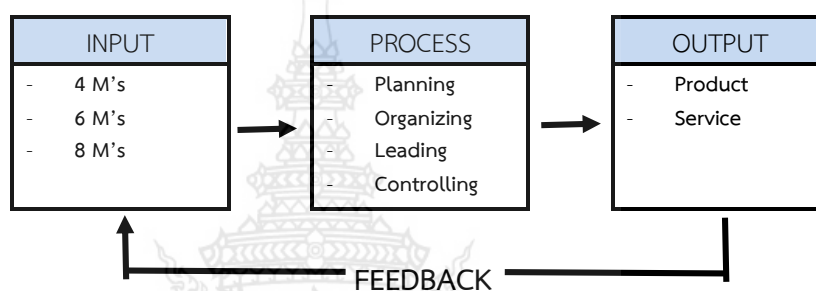 INPUT
- 4 M's
- 6 M's
- 8 M's
PROCESS
- Planning
- Organizing
- Leading
- Controlling
OUTPUT
- Product
- Service
FEEDBACK